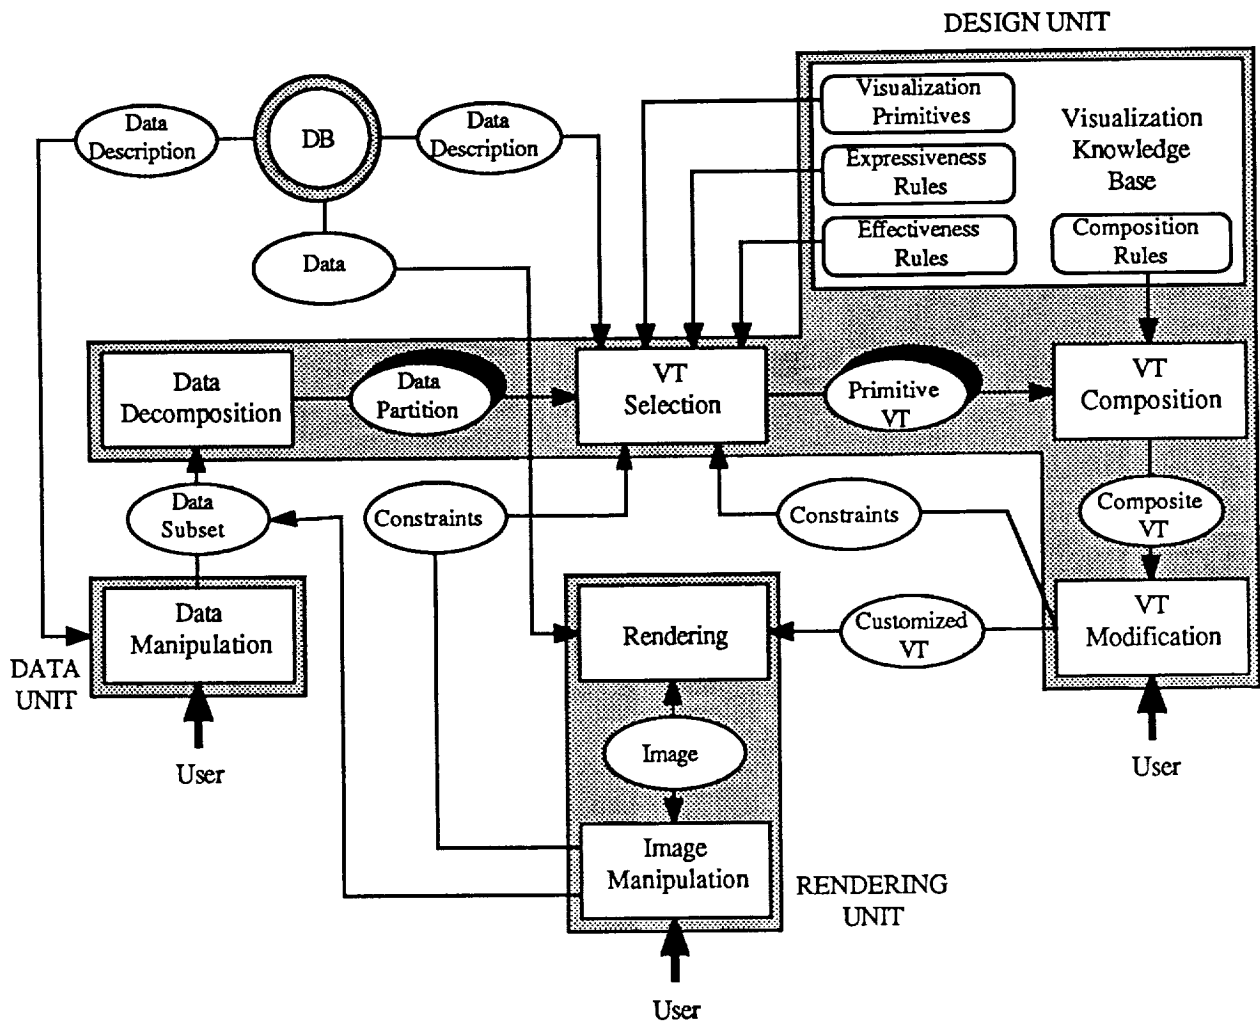 DESIGN UNIT
Data
Description
DB
Data
Description
Data
Visualization
Primitives
Expressiveness
Rules
Effectiveness
Rules
Visualization
Knowledge
Base
Composition
Rules
Data
Decomposition
Data
Partition
VT
Selection
Primitive
VT
VT
Composition
Data
Subset
Constraints
Constraints
Composite
VT
Data
Manipulation
DATA
UNIT
User
Rendering
Customized
VT
VT
Modification
User
Image
Image
Manipulation
RENDERING
UNIT
User